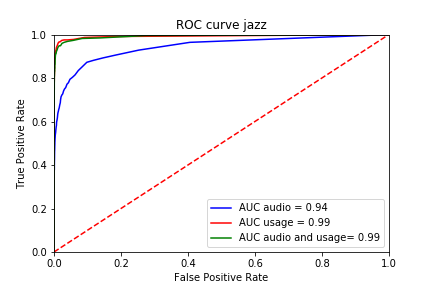 ROC curve jazz
True Positive Rate
1.0
0.8
0.6
0.4
0.2
0.0
AUC audio = 0.94
AUC usage = 0.99
AUC audio and usage= 0.99
0.0 0.2 0.4 0.6 0.8 1.0
False Positive Rate